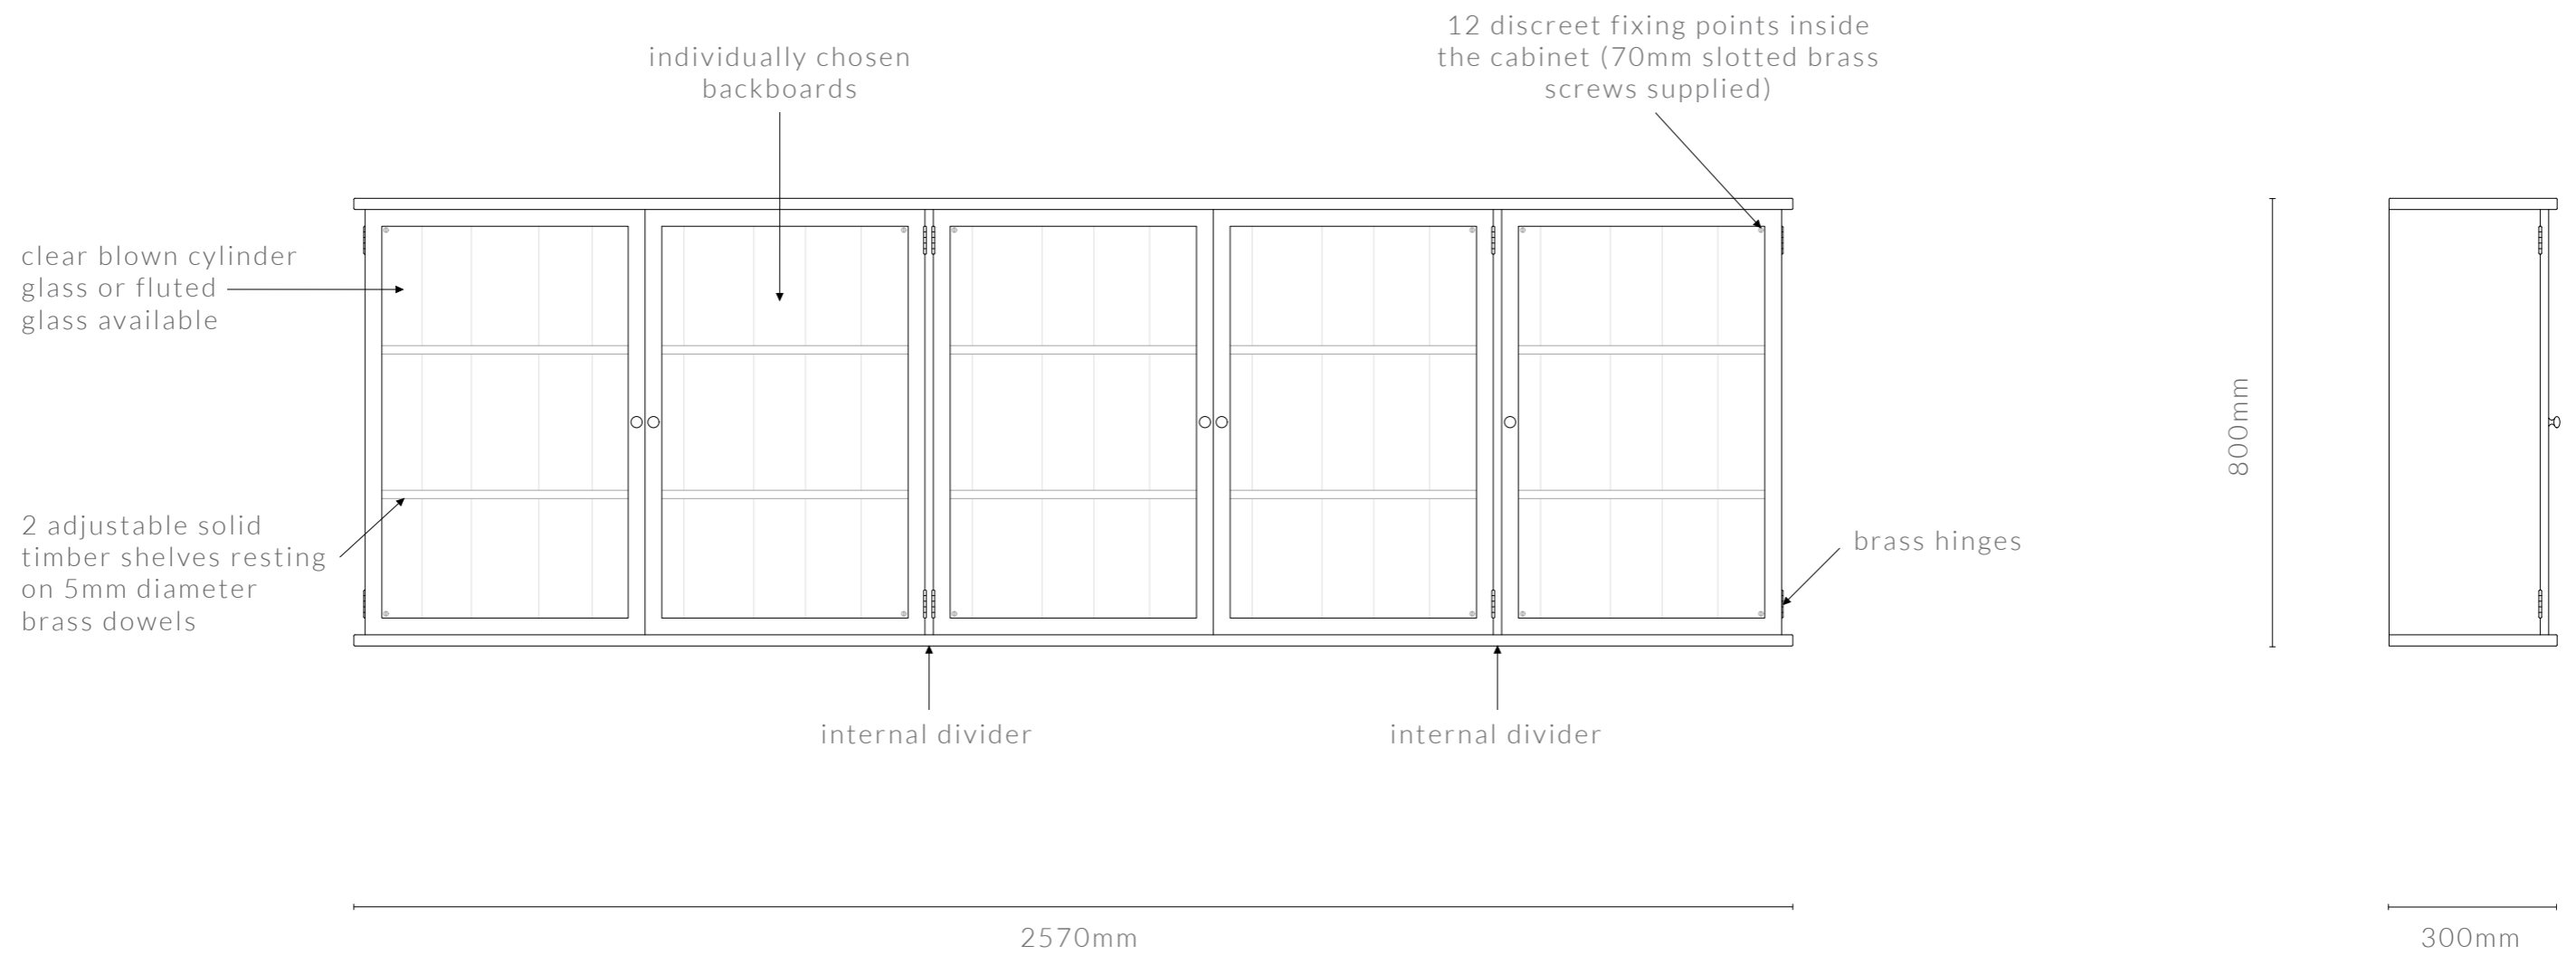 12 discreet fixing points inside
the cabinet (70mm slotted brass
screws supplied)
individually chosen
backboards
clear blown cylinder
glass or fluted
glass available
2 adjustable solid
timber shelves resting
on 5mm diameter
brass dowels
brass hinges
800mm
internal divider
internal divider
2570mm
300mm